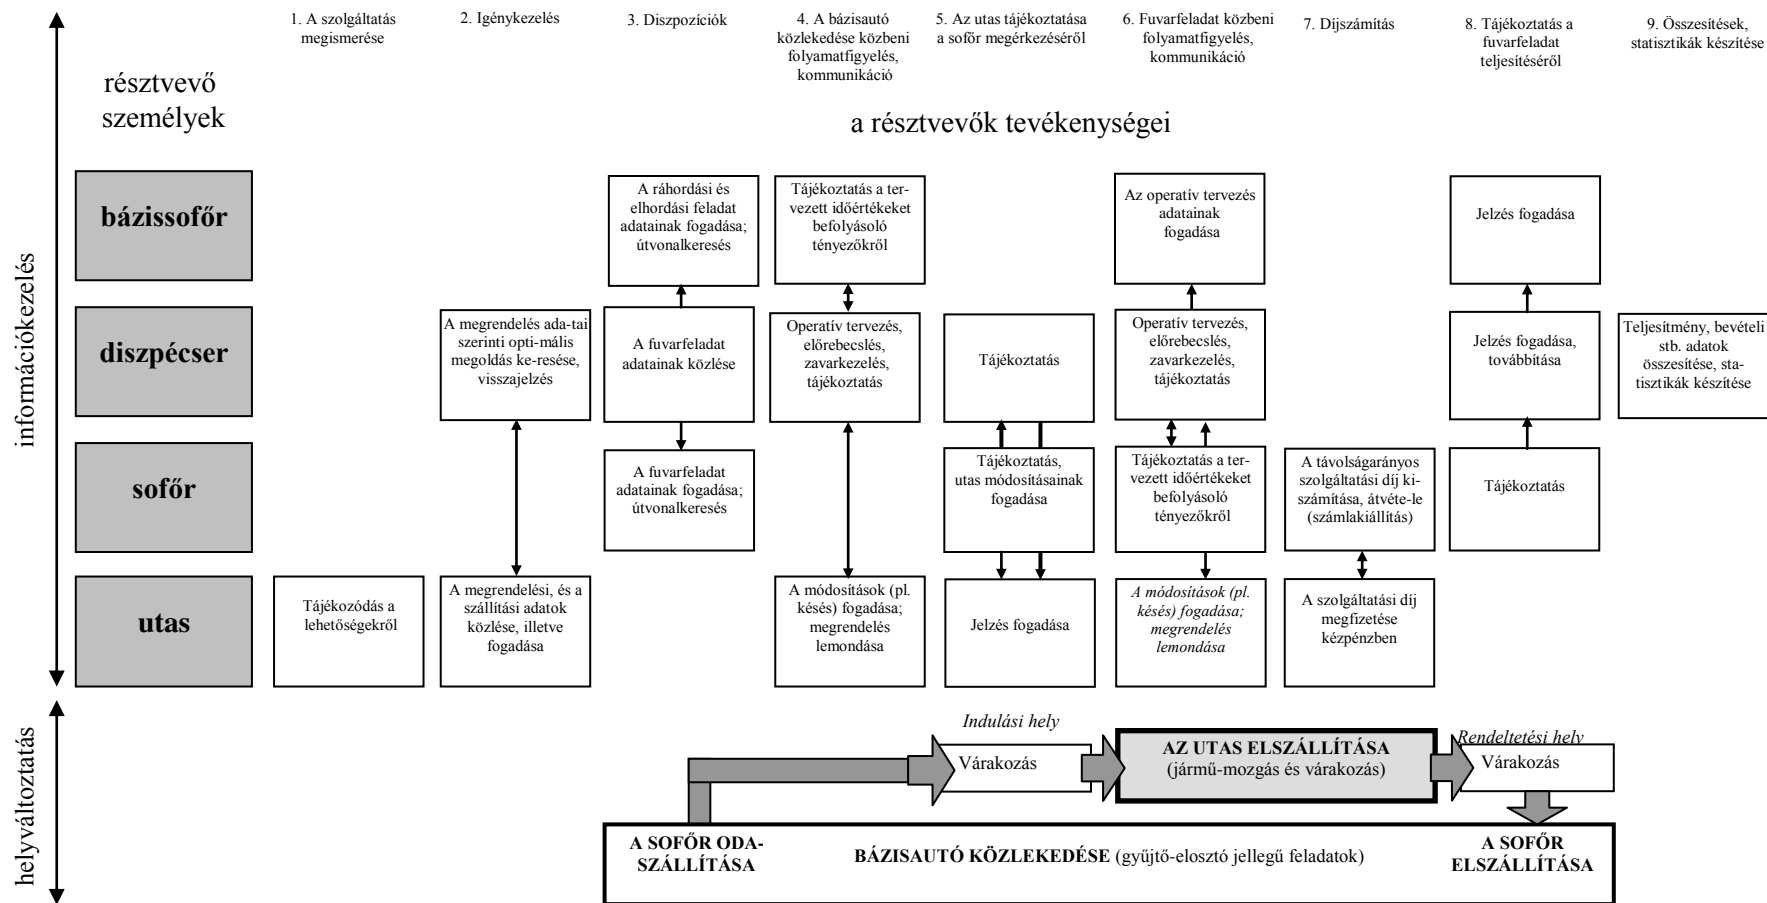 1. A szolgáltatás
megismerése
2. Igénykezelés
3. Diszpozíciók
4. A bázisautó
közlekedése közbeni
folyamatfigyelés,
kommunikáció
5. Az utas tájékoztatása
a sofőr megérkezéséről
6. Fuvarfeladat közbeni
folyamatfigyelés,
kommunikáció
7. Díjszámítás
8. Tájékoztatás a
fuvarfeladat
teljesítéséről
9. Összesítések,
statisztikák készítése
résztvevő
személyek
a résztvevők tevékenységei
információkezelés
bázissofőr
A ráhordási és
elhordási feladat
adatainak fogadása;
útvonalkeresés
Tájékoztatás a ter-
vezett időértékeket
befolyásoló
tényezőkről
Az operatív tervezés
adatainak
fogadása
Jelzés fogadása
diszpécser
A megrendelés ada-tai
szerinti opti-mális
megoldás ke-resése,
visszajelzés
A fuvarfeladat
adatainak közlése
Operatív tervezés,
előrebecslés,
zavarkezelés,
tájékoztatás
Tájékoztatás
Operatív tervezés,
előrebecslés,
zavarkezelés,
tájékoztatás
Jelzés fogadása,
továbbítása
Teljesítmény, bevételi
stb. adatok
összesítése, sta-
tisztikák készítése
sofőr
A fuvarfeladat
adatainak fogadása;
útvonalkeresés
Tájékoztatás,
utas módosításainak
fogadása
Tájékoztatás a ter-
vezett időértékeket
befolyásoló
tényezőkről
A távolságarányos
szolgáltatási díj ki-
számítása, átvéte-le
(számlakiállítás)
Tájékoztatás
utas
Tájékozódás a
lehetőségekről
A megrendelési, és a
szállítási adatok
közlése, illetve
fogadása
A módosítások (pl.
késés) fogadása;
megrendelés
lemondása
Jelzés fogadása
A módosítások (pl.
késés) fogadása;
megrendelés
lemondása
A szolgáltatási díj
megfizetése
kézpénzben
helyváltoztatás
Indulási hely
Várakozás
AZ UTAS ELSZÁLLÍTÁSA
(jármű-mozgás és várakozás)
Rendeltetési hely
Várakozás
A SOFŐR ODA-
SZÁLLÍTÁSA
BÁZISAUTÓ KÖZLEKEDÉSE (gyűjtő-elosztó jellegű feladatok)
A SOFŐR
ELSZÁLLÍTÁSA